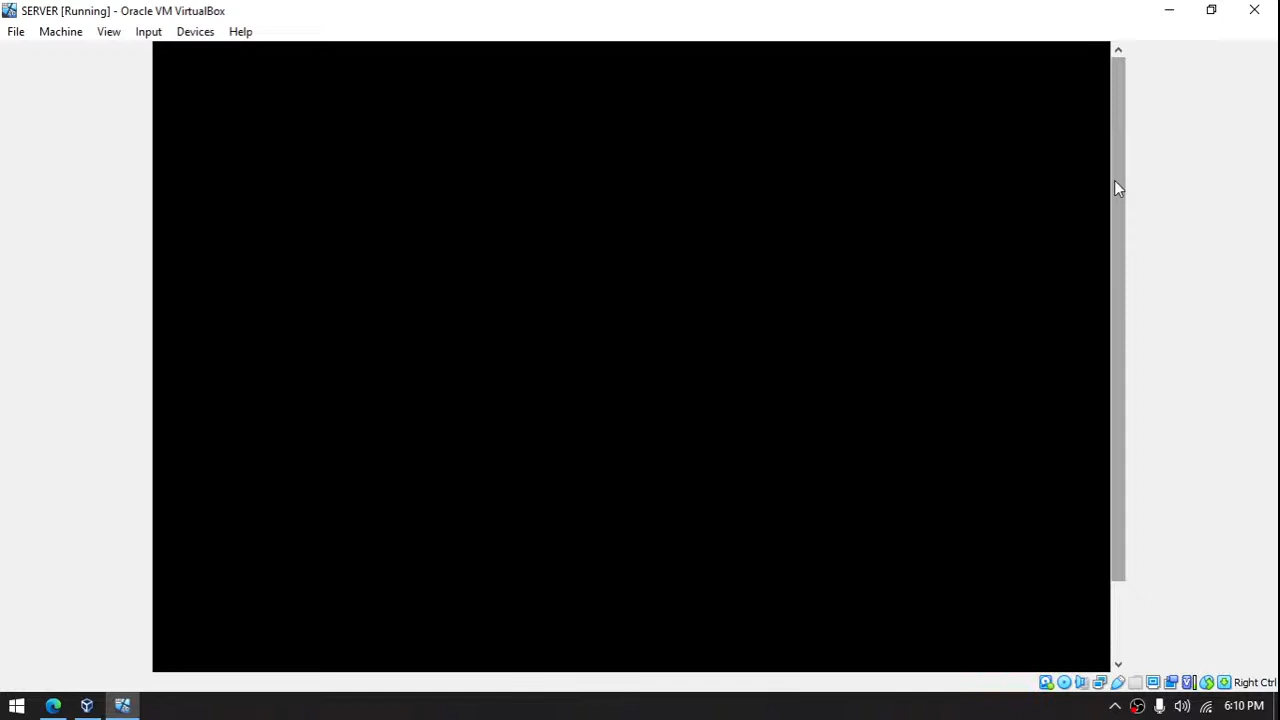 SERVER [Running] - Oracle VM VirtualBox
File Machine View Input Devices Help
Right Ctrl
6:10 PM